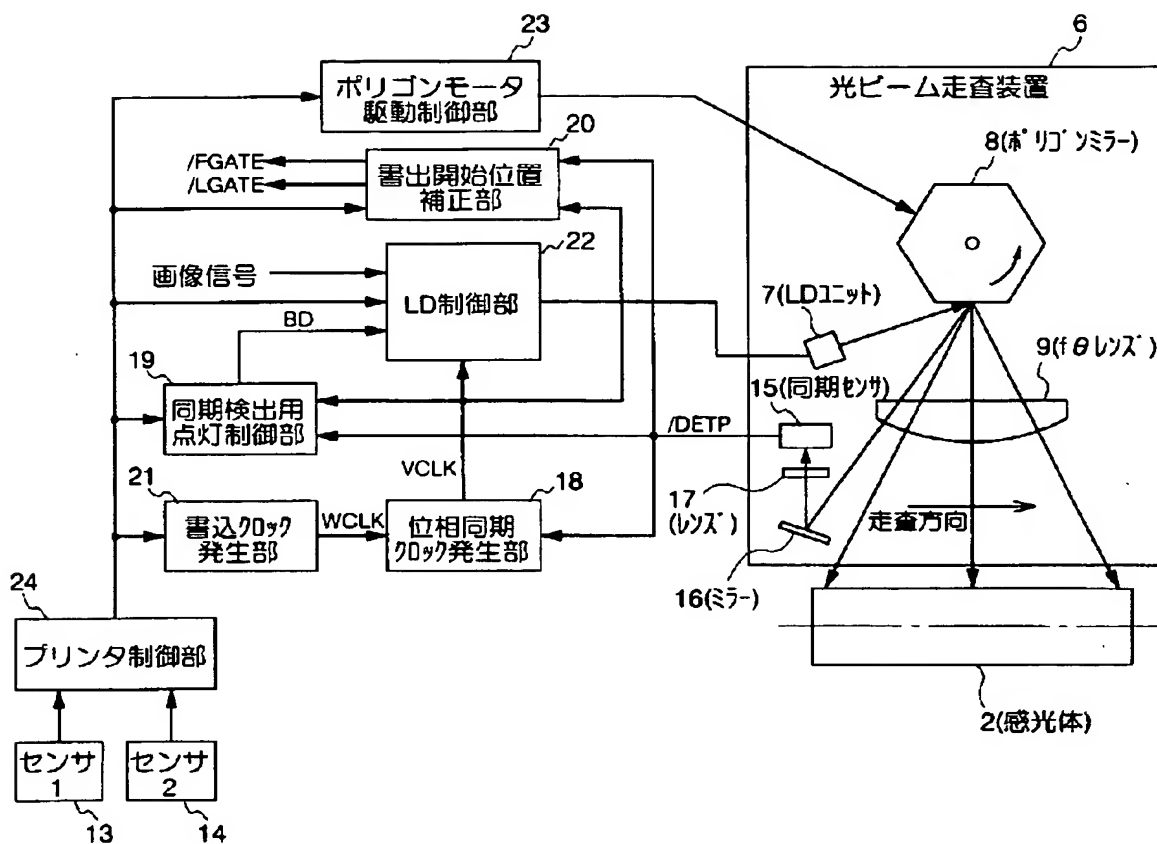 23
6
ポリゴンモータ
駆動制御部
光ビーム走査装置
20
8(ポリゴンミラー)
/FGATE
/LGATE
書出開始位置
補正部
22
画像信号
LD制御部
7(LDユニット)
BD
9(fθレンズ)
19
15(同期センサ)
同期検出用
点灯制御部
/DETP
VCLK
21
18
17
(レンズ)
書込クロック
発生部
WCLK
位相同期
クロック発生部
走査方向
16(ミラー)
24
プリンタ制御部
2(感光体)
センサ
1
センサ
2
13
14